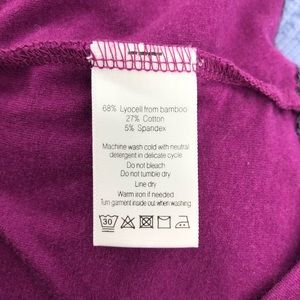 68% Lyocell from bamboo
27% Cotton
5% Spandex
Machine wash cold with neutral
detergent in delicate cycle
Do not bleach
Do not tumble dry
Line dry
Warm iron if needed
Turn garment inside out when washing
30